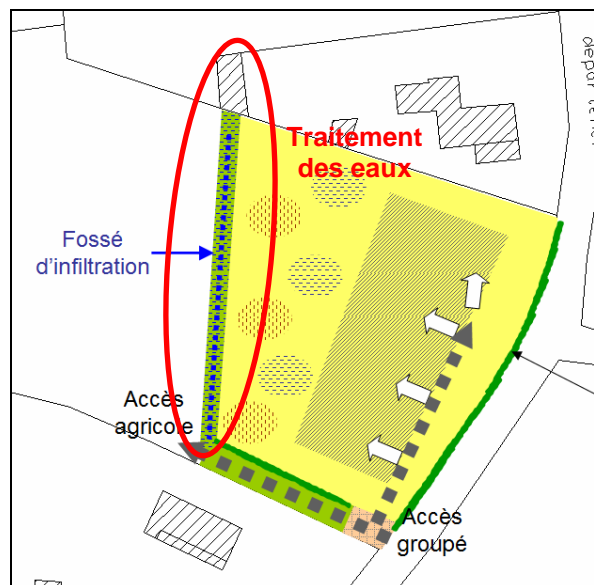 Traitement
des eaux
Fossé
d'infiltration
Accès
agricole
Accès
groupé